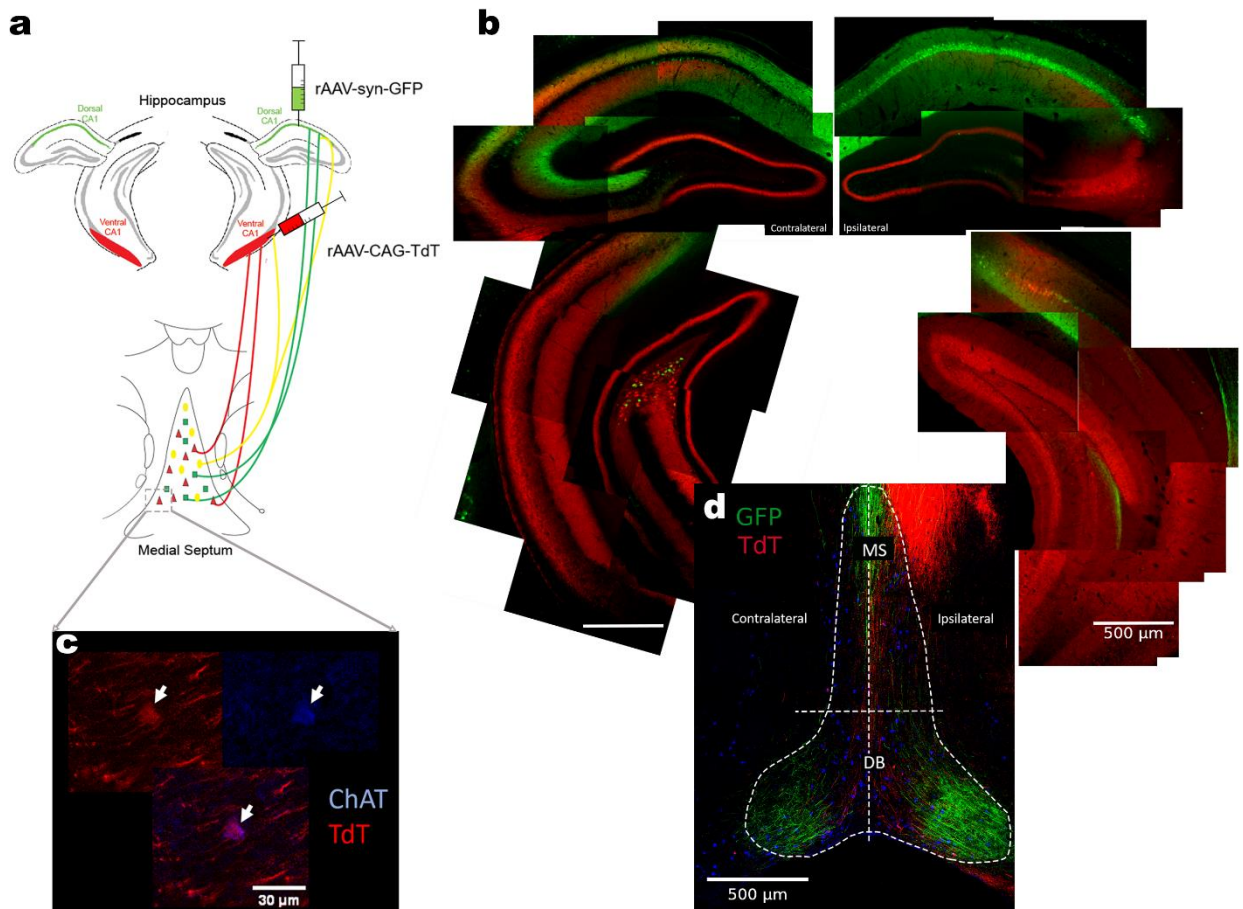 a
rAAV-syn-GFP
Hippocampus
Dorsal
CA1
Dorsal
CA1
Ventral
CA1
Ventral
CA1
rAAV-CAG-TdT
Medial Septum
b
Contralateral
Ipsilateral
500 µm
c
ChAT
TdT
30 µm
d
GFP
TdT
MS
Contralateral
Ipsilateral
DB
500 µm